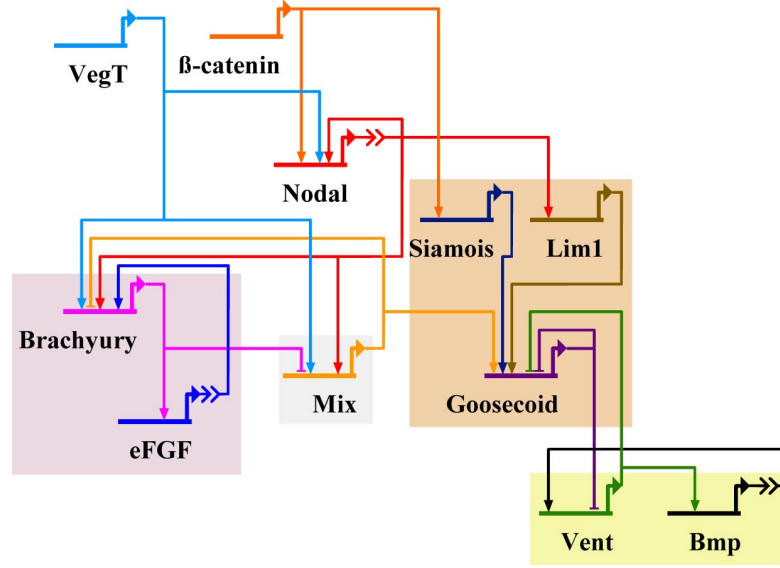 VegT
ß-catenin
Nodal
Siamois
Lim1
Brachyury
Mix
Goosecoid
eFGF
Vent
Bmp